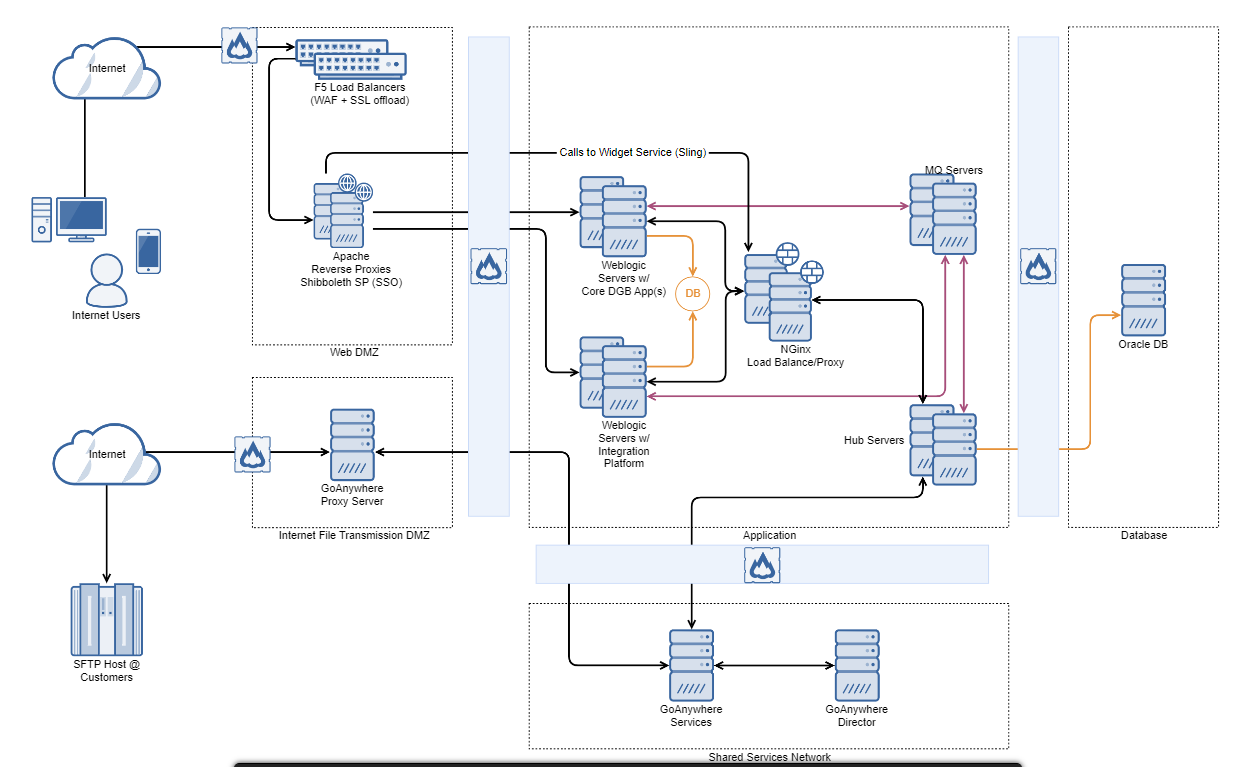 Internet
F5 Load Balancers
(WAF + SSL offload)
Internet Users
Apache
Reverse Proxies
Shibboleth SP (SSO)
Web DMZ
Calls to Widget Service (Sling)
Weblogic
Servers w/
Core DGB App(s)
DB
MQ Servers
NGinx
Load Balance/Proxy
Weblogic
Servers w/
Integration
Platform
Hub Servers
Application
Oracle DB
Database
Internet
GoAnywhere
Proxy Server
Internet File Transmission DMZ
SFTP Host @
Customers
GoAnywhere
Services
GoAnywhere
Director
Shared Services Network